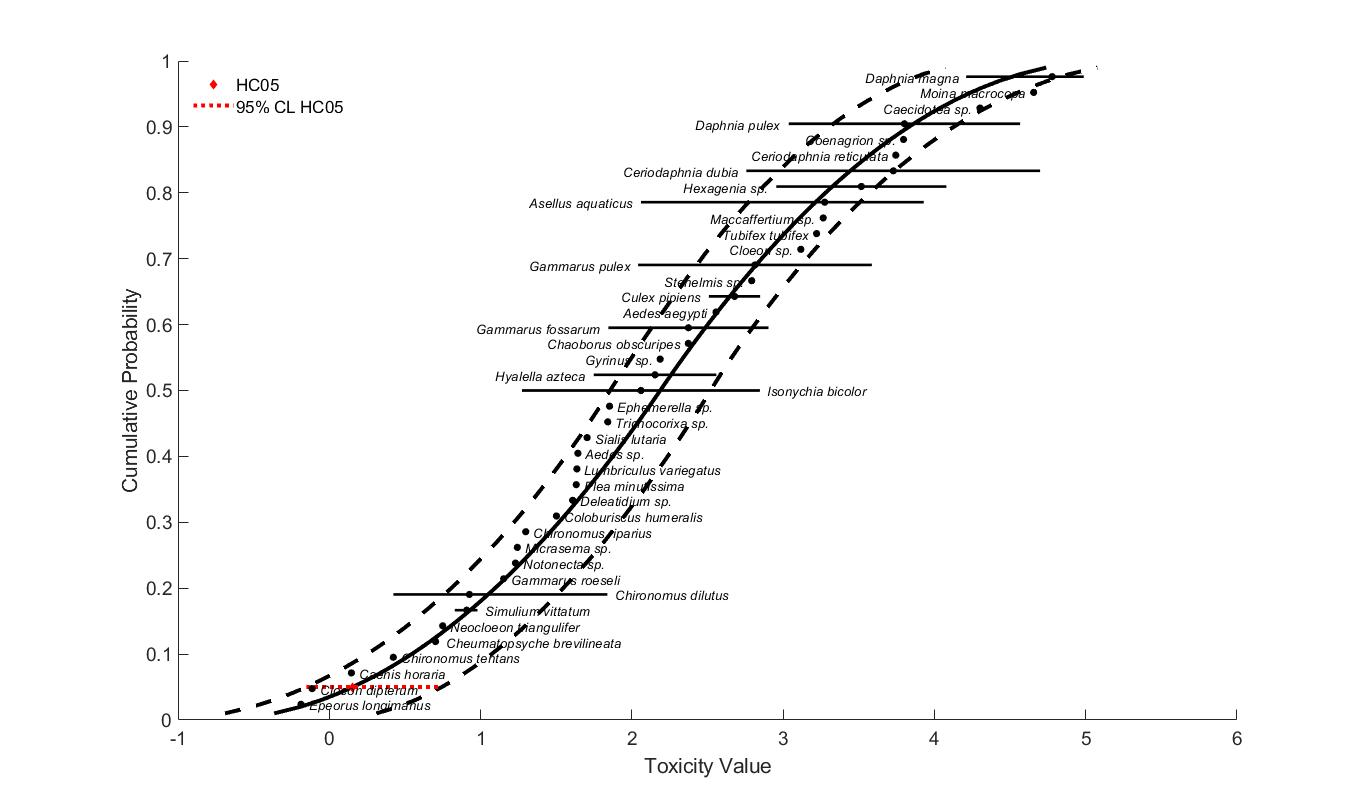 1
HC05
95% CL HC05
Daphnia magna
Moina macrocopa
Caecidotea sp.
0.9
Daphnia pulex
Coenagrion sp.
Ceriodaphnia reticulata
Ceriodaphnia dubia
0.8
Hexagenia sp.
Asellus aquaticus
Maccaffertium sp.
Tubifex tubifex
Cloeon sp.
0.7
Gammarus pulex
Stenelmis sp.
Culex pipiens
Aedes aegypti
0.6
Gammarus fossarum
Chaoborus obscuripes
Gyrinus sp.
Hyalella azteca
0.5
Isonychia bicolor
Ephemerella sp.
Trichocorixa sp.
Sialis lutaria
0.4
Aedes sp.
Lumbriculus variegatus
Plea minutissima
Deleatidium sp.
0.3
Coloburiscus humeralis
Chironomus riparius
Micrasema sp.
Notonecta sp.
Gammarus roeseli
0.2
Chironomus dilutus
Simulium vittatum
Neocloeon triangulifer
Cheumatopsyche brevilineata
0.1
Chironomus tentans
Caenis horaria
Cloeon dipterum
Epeorus longimanus
0
-1 0 1 2 3 4 5 6
Toxicity Value
Cumulative Probability